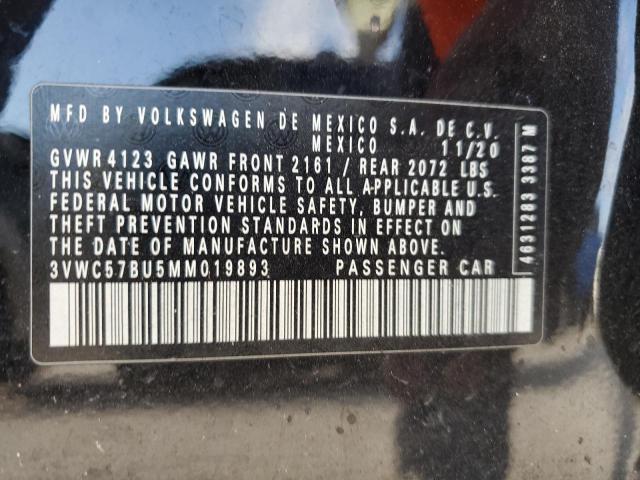 MFD BY VOLKSWAGEN DE MEXICO S.A. DE C.V.
MEXICO 11/20
GVWR 4123 GAWR FRONT 2161 / REAR 2072 LBS
THIS VEHICLE CONFORMS TO ALL APPLICABLE U.S.
FEDERAL MOTOR VEHICLE SAFETY, BUMPER AND
THEFT PREVENTION STANDARDS IN EFFECT ON
THE DATE OF MANUFACTURE SHOWN ABOVE.
3VWC57BU5MM019893 PASSENGER CAR
4631283 3387 M